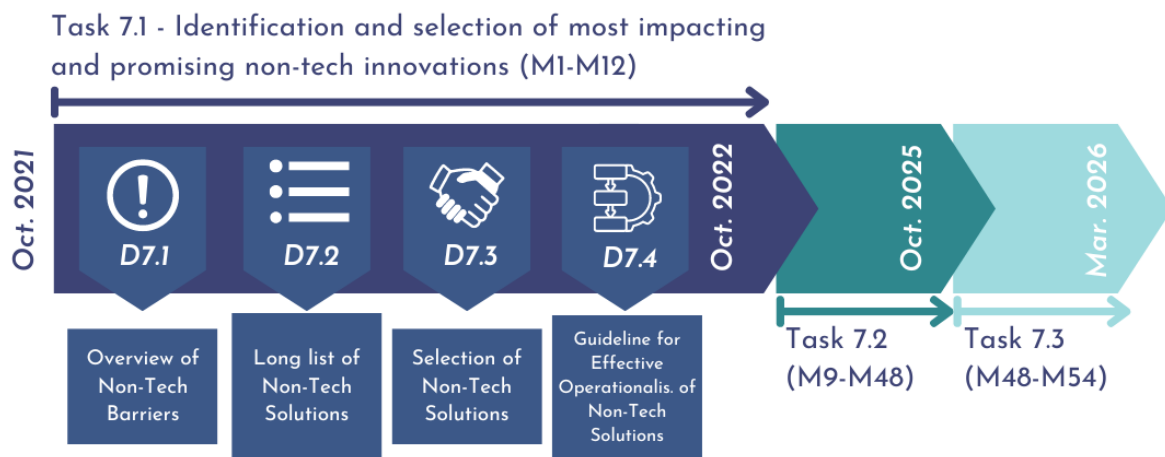 Task 7.1 - Identification and selection of most impacting
and promising non-tech innovations (M1-M12)
Oct. 2021
D7.1
D7.2
D7.3
D7.4
Oct. 2022
Oct. 2025
Mar. 2026
Overview of
Non-Tech
Barriers
Long list of
Non-Tech
Solutions
Selection of
Non-Tech
Solutions
Guideline for
Effective
Operationalis. of
Non-Tech
Solutions
Task 7.2
(M9-M48)
Task 7.3
(M48-M54)